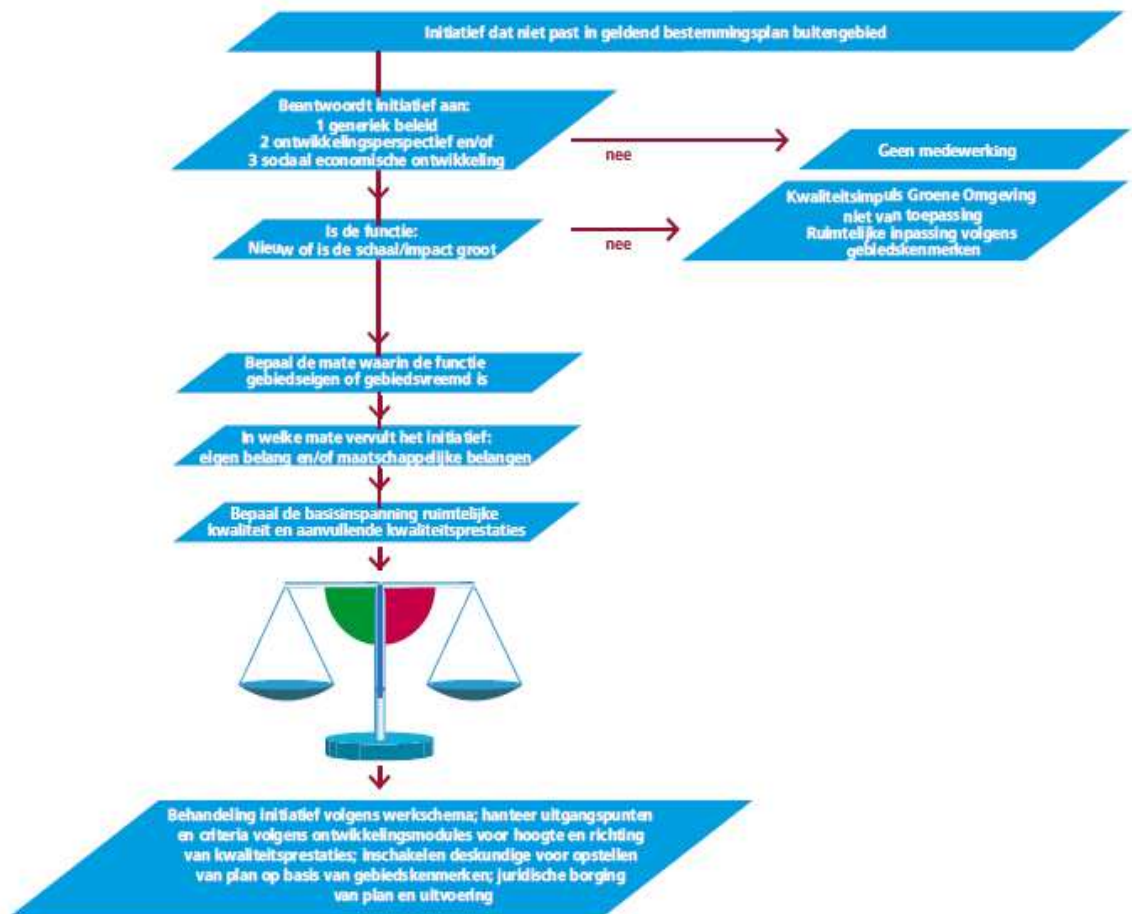 Initiatief dat niet past in geldend bestemmingsplan buitengebied
Beantwoordt initiatief aan:
1 generiek beleid
2 ontwikkelingsperspectief en/of
3 sociaal economische ontwikkeling
nee
Geen medewerking
Is de functie:
Nieuw of is de schaal/impact groot
nee
Kwaliteitsimpuls Groene Omgeving
niet van toepassing
Ruimtelijke inpassing volgens
gebiedskenmerken
Bepaal de mate waarin de functie
gebiedseigen of gebiedsvreemd is
In welke mate vervult het initiatief:
eigen belang en/of maatschappelijke belangen
Bepaal de basisinspanning ruimtelijke
kwaliteit en aanvullende kwaliteitsprestaties
Behandeling initiatief volgens werkschema; hanteer uitgangspunten
en criteria volgens ontwikkelingsmodules voor hoogte en richting
van kwaliteitsprestaties; inschakelen deskundige voor opstellen
van plan op basis van gebiedskenmerken; juridische borging
van plan en uitvoering